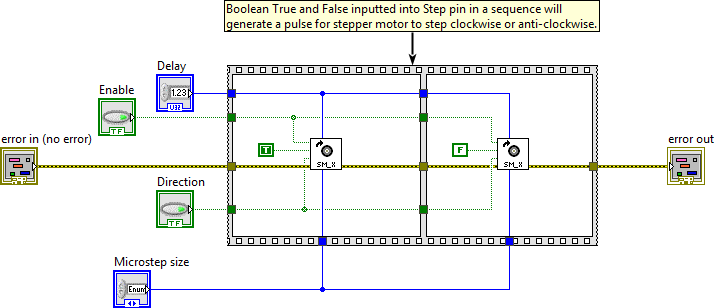 Boolean True and False inputted into Step pin in a sequence will
generate a pulse for stepper motor to step clockwise or anti-clockwise.
Delay
1.23
U32
Enable
TF
error in (no error)
T
SM_X
F
SM_X
error out
Direction
TF
Microstep size
Enum